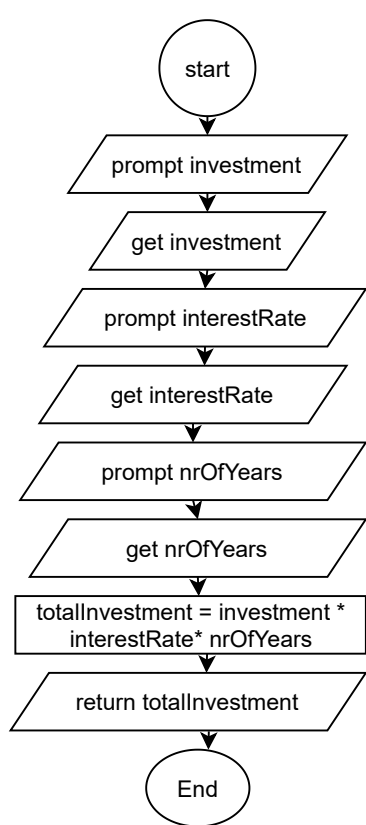 start
prompt investment
get investment
prompt interestRate
get interestRate
prompt nrOfYears
get nrOfYears
totalInvestment = investment *
interestRate* nrOfYears
return totalInvestment
End